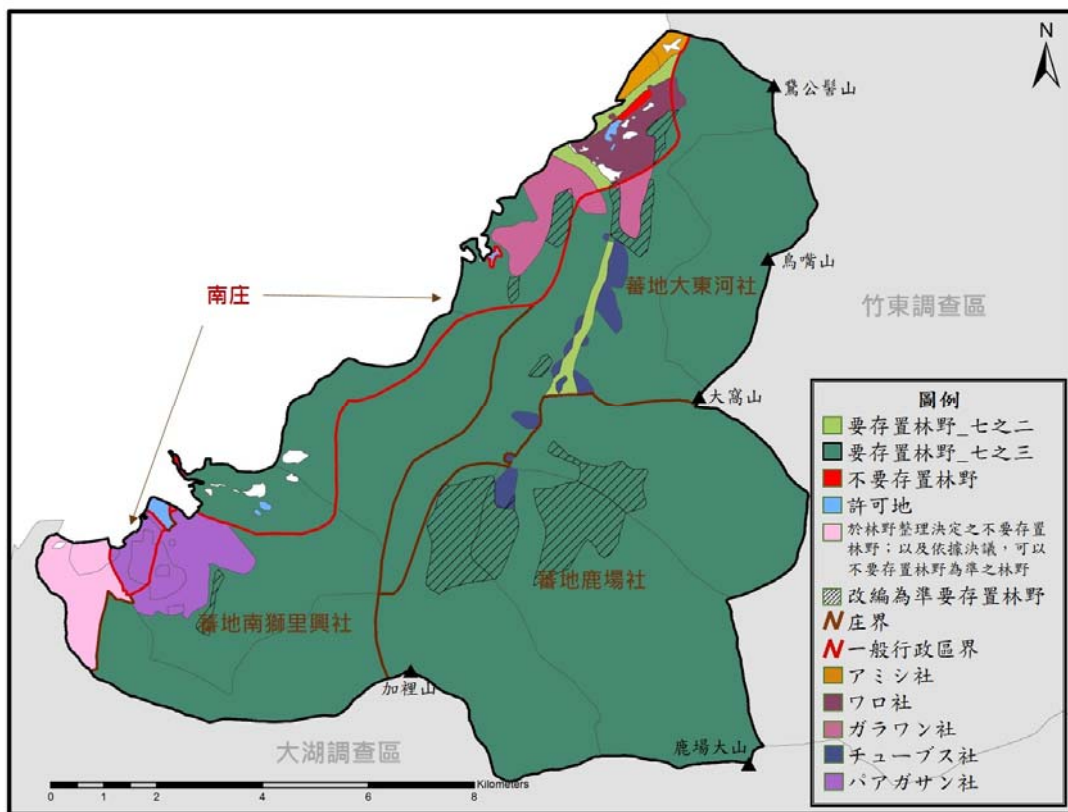 N
鵞公髻山
鳥嘴山
南庄
蕃地大東河社
竹東調查區
大窩山
蕃地鹿場社
蕃地南獅里興社
加裡山
大湖調查區
鹿場大山
圖例
要存置林野_七之二
要存置林野_七之三
不要存置林野
許可地
於林野整理決定之不要存置
林野；以及依據決議，可以
不要存置林野為準之林野
改編為準要存置林野
庄界
一般行政區界
アミシ社
ワロ社
ガラワン社
チューブス社
パアガサン社
Kilometers
0 1 2 4 6 8